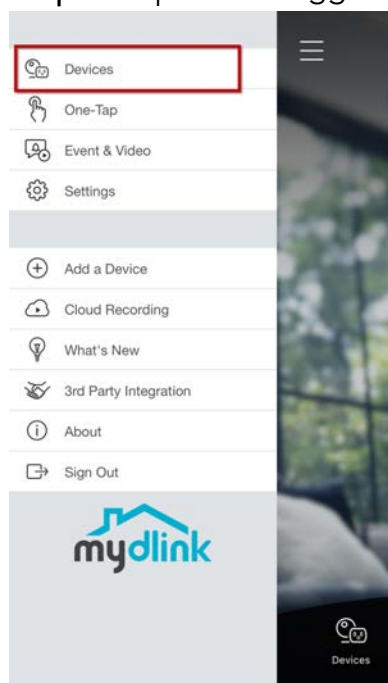 Devices
One-Tap
Event & Video
Settings
Add a Device
Cloud Recording
What's New
3rd Party Integration
About
Sign Out
mydlink
Devices